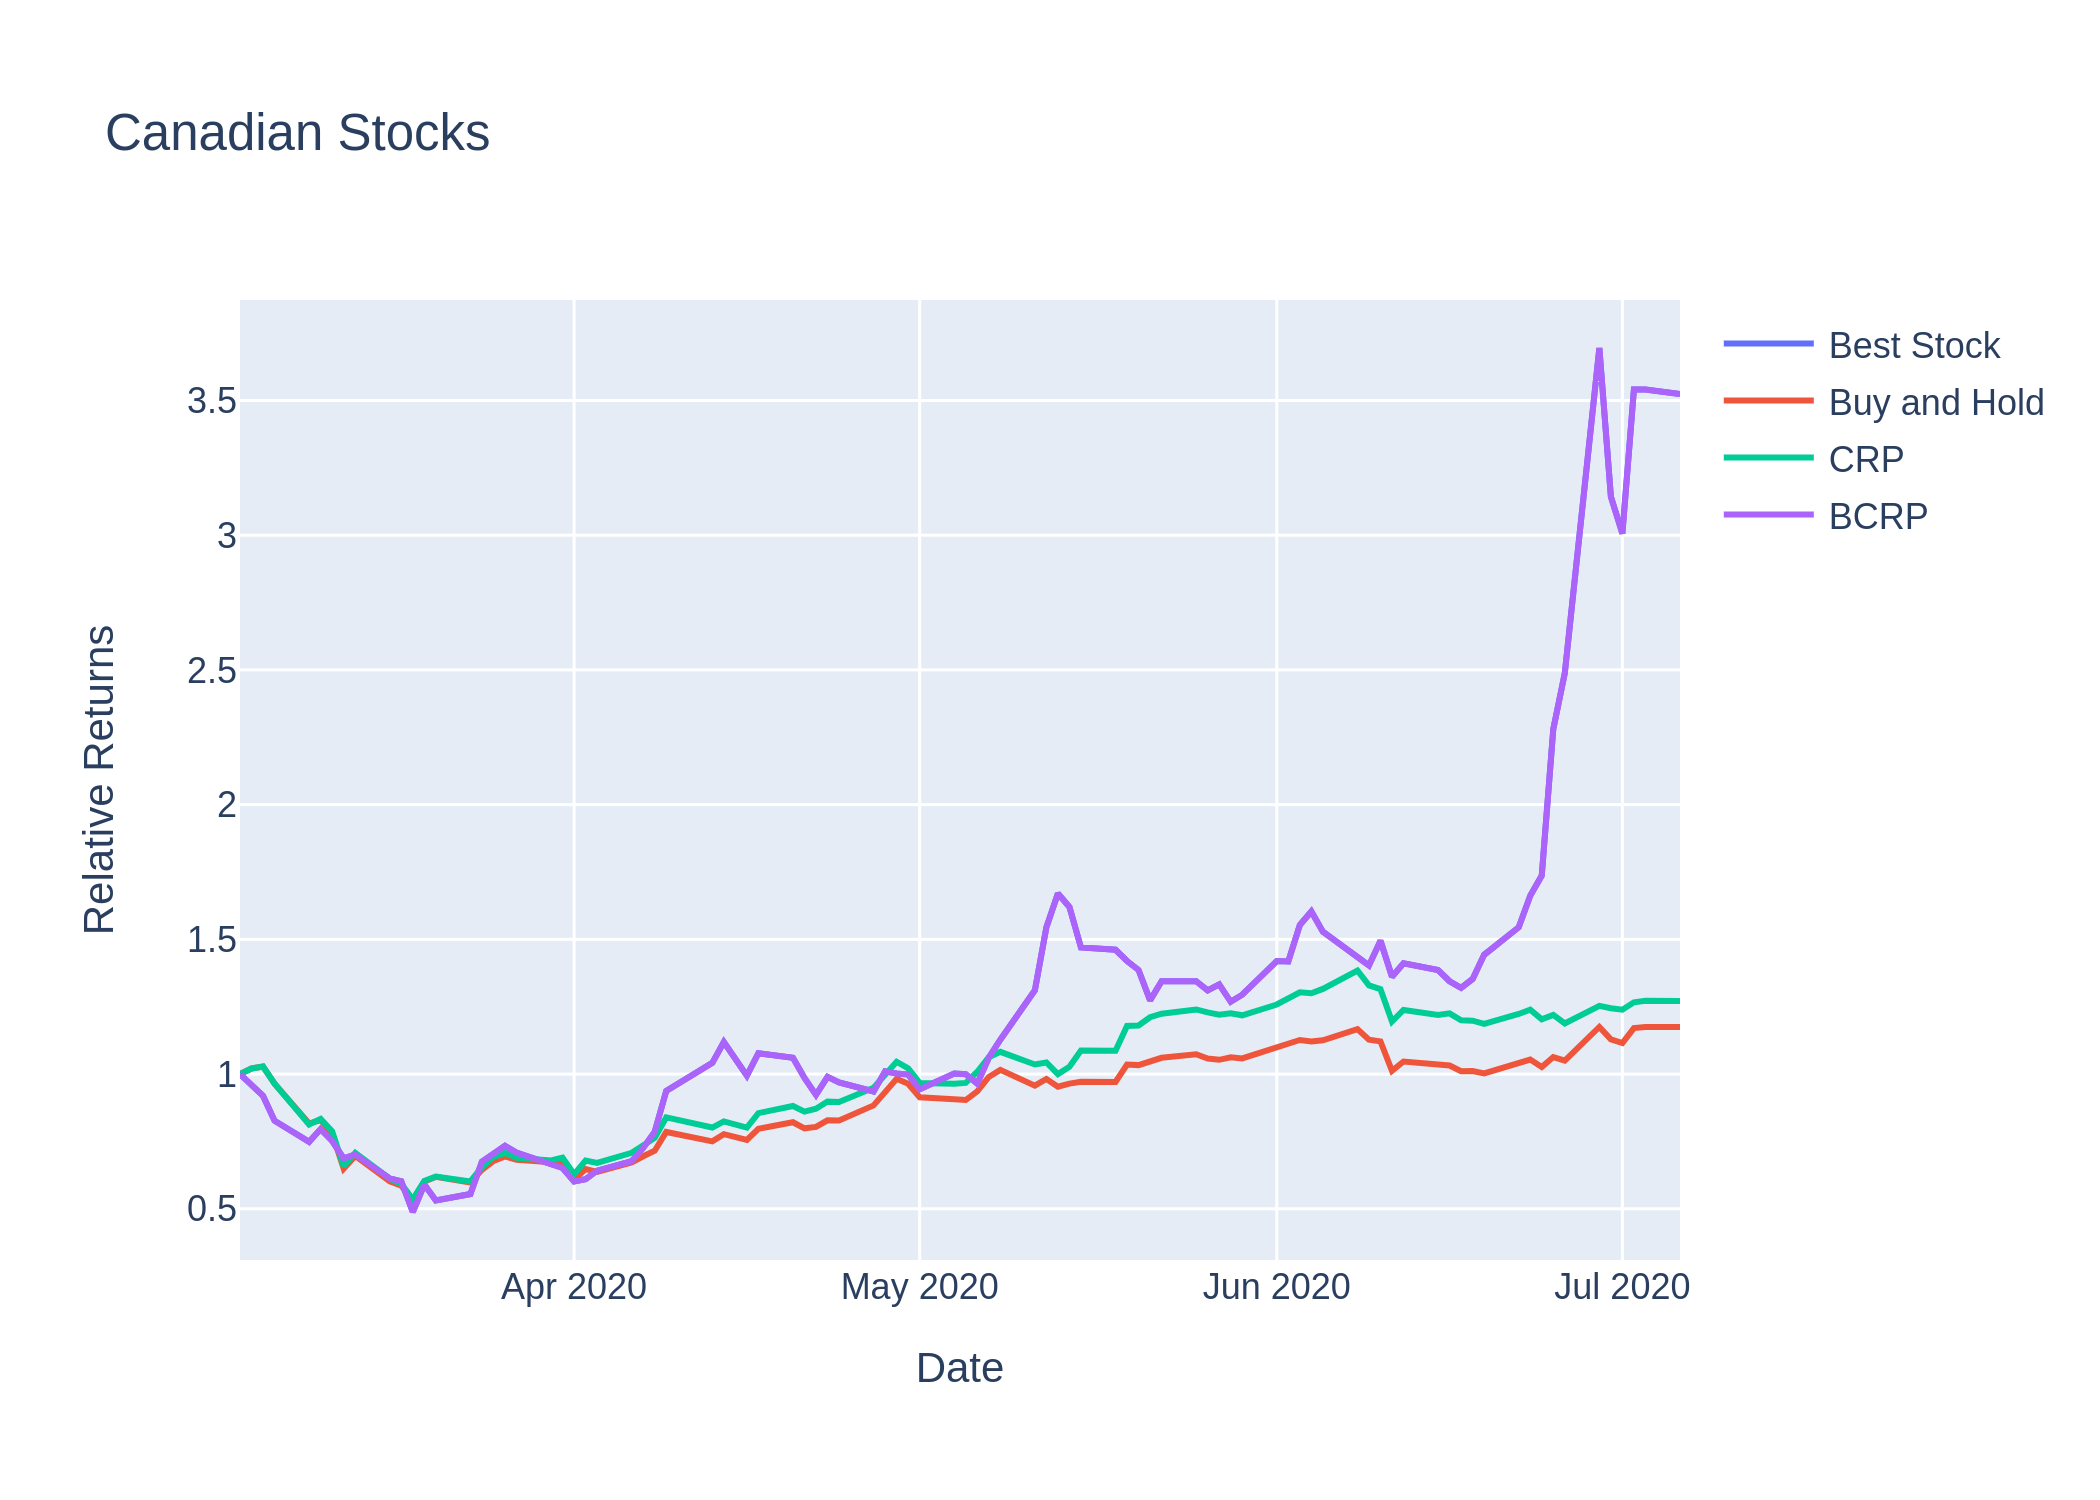 Canadian Stocks
Best Stock
Buy and Hold
CRP
BCRP
3.5
3
2.5
2
1.5
1
0.5
Relative Returns
Apr 2020
May 2020
Jun 2020
Jul 2020
Date